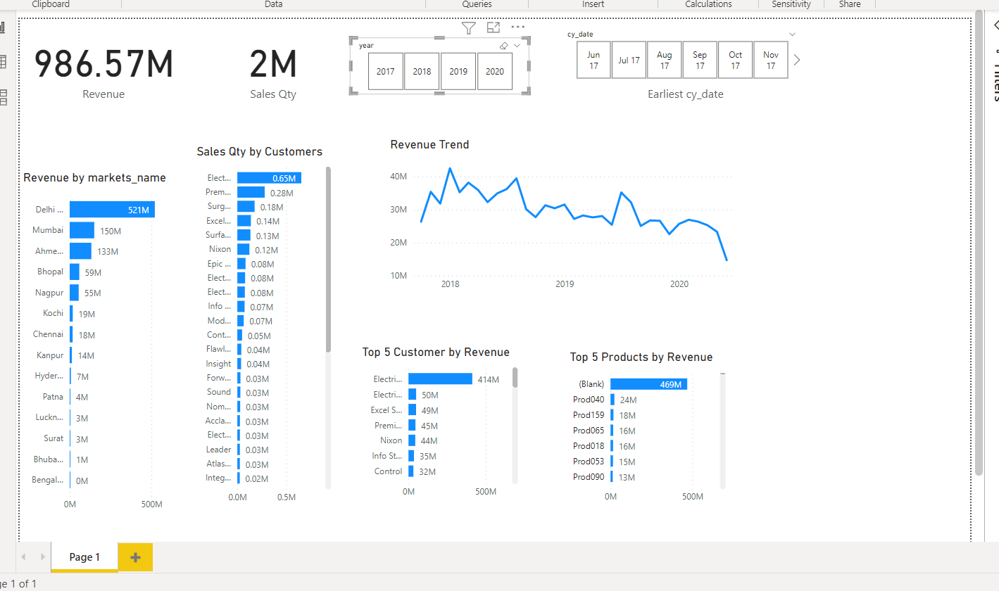 Clipboard
Data
Queries
Insert
Calculations
Sensitivity
Share
986.57M
Revenue
2M
Sales Qty
year
2017
2018
2019
2020
cy_date
Jun 17
Jul 17
Aug 17
Sep 17
Oct 17
Nov 17
Earliest cy_date
Revenue by markets_name
Delhi ... 521M
Mumbai 150M
Ahme... 133M
Bhopal 59M
Nagpur 55M
Kochi 19M
Chennai 18M
Kanpur 14M
Hyder... 7M
Patna 4M
Luckn... 3M
Surat 3M
Bhuba... 1M
Bengal... 0M
0M 500M
Sales Qty by Customers
Elect... 0.65M
Prem... 0.28M
Surg... 0.18M
Excel... 0.14M
Surfa... 0.13M
Nixon 0.12M
Epic ... 0.08M
Elect... 0.08M
Elect... 0.08M
Info ... 0.07M
Mod... 0.07M
Cont... 0.05M
Flawl... 0.04M
Insight 0.04M
Forw... 0.03M
Sound 0.03M
Nom... 0.03M
Accla... 0.03M
Elect... 0.03M
Leader 0.03M
Atlas... 0.03M
Integ... 0.02M
0.0M 0.5M
Revenue Trend
40M
30M
20M
10M
2018 2019 2020
Top 5 Customer by Revenue
Electri... 414M
Electri... 50M
Excel S... 49M
Premi... 45M
Nixon 44M
Info St... 35M
Control 32M
0M 500M
Top 5 Products by Revenue
(Blank) 469M
Prod040 24M
Prod159 18M
Prod065 16M
Prod018 16M
Prod053 15M
Prod090 13M
0M 500M
Page 1
ge 1 of 1